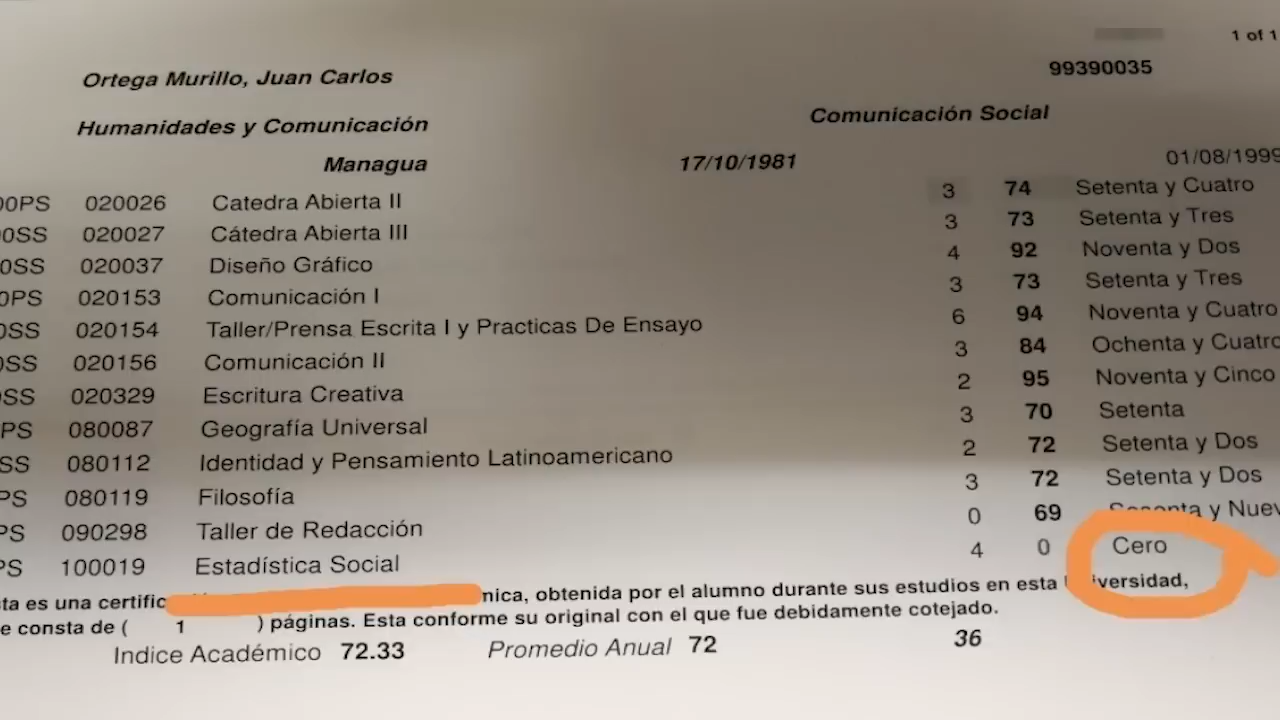 1 of 1
Ortega Murillo, Juan Carlos 99390035
Humanidades y Comunicación Comunicación Social
Managua 17/10/1981 01/08/1999
00PS 020026 Catedra Abierta II 3 74 Setenta y Cuatro
00SS 020027 Cátedra Abierta III 3 73 Setenta y Tres
0SS 020037 Diseño Gráfico 4 92 Noventa y Dos
0PS 020153 Comunicación I 3 73 Setenta y Tres
0SS 020154 Taller/Prensa Escrita I y Practicas De Ensayo 6 94 Noventa y Cuatro
0SS 020156 Comunicación II 3 84 Ochenta y Cuatro
SS 020329 Escritura Creativa 2 95 Noventa y Cinco
PS 080087 Geografía Universal 3 70 Setenta
SS 080112 Identidad y Pensamiento Latinoamericano 2 72 Setenta y Dos
PS 080119 Filosofía 3 72 Setenta y Dos
PS 090298 Taller de Redacción 0 69 y Nuev
PS 100019 Estadística Social 4 0 Cero
ta es una certific mica, obtenida por el alumno durante sus estudios en esta iversidad,
e consta de ( 1 ) páginas. Esta conforme su original con el que fue debidamente cotejado.
Indice Académico 72.33 Promedio Anual 72 36